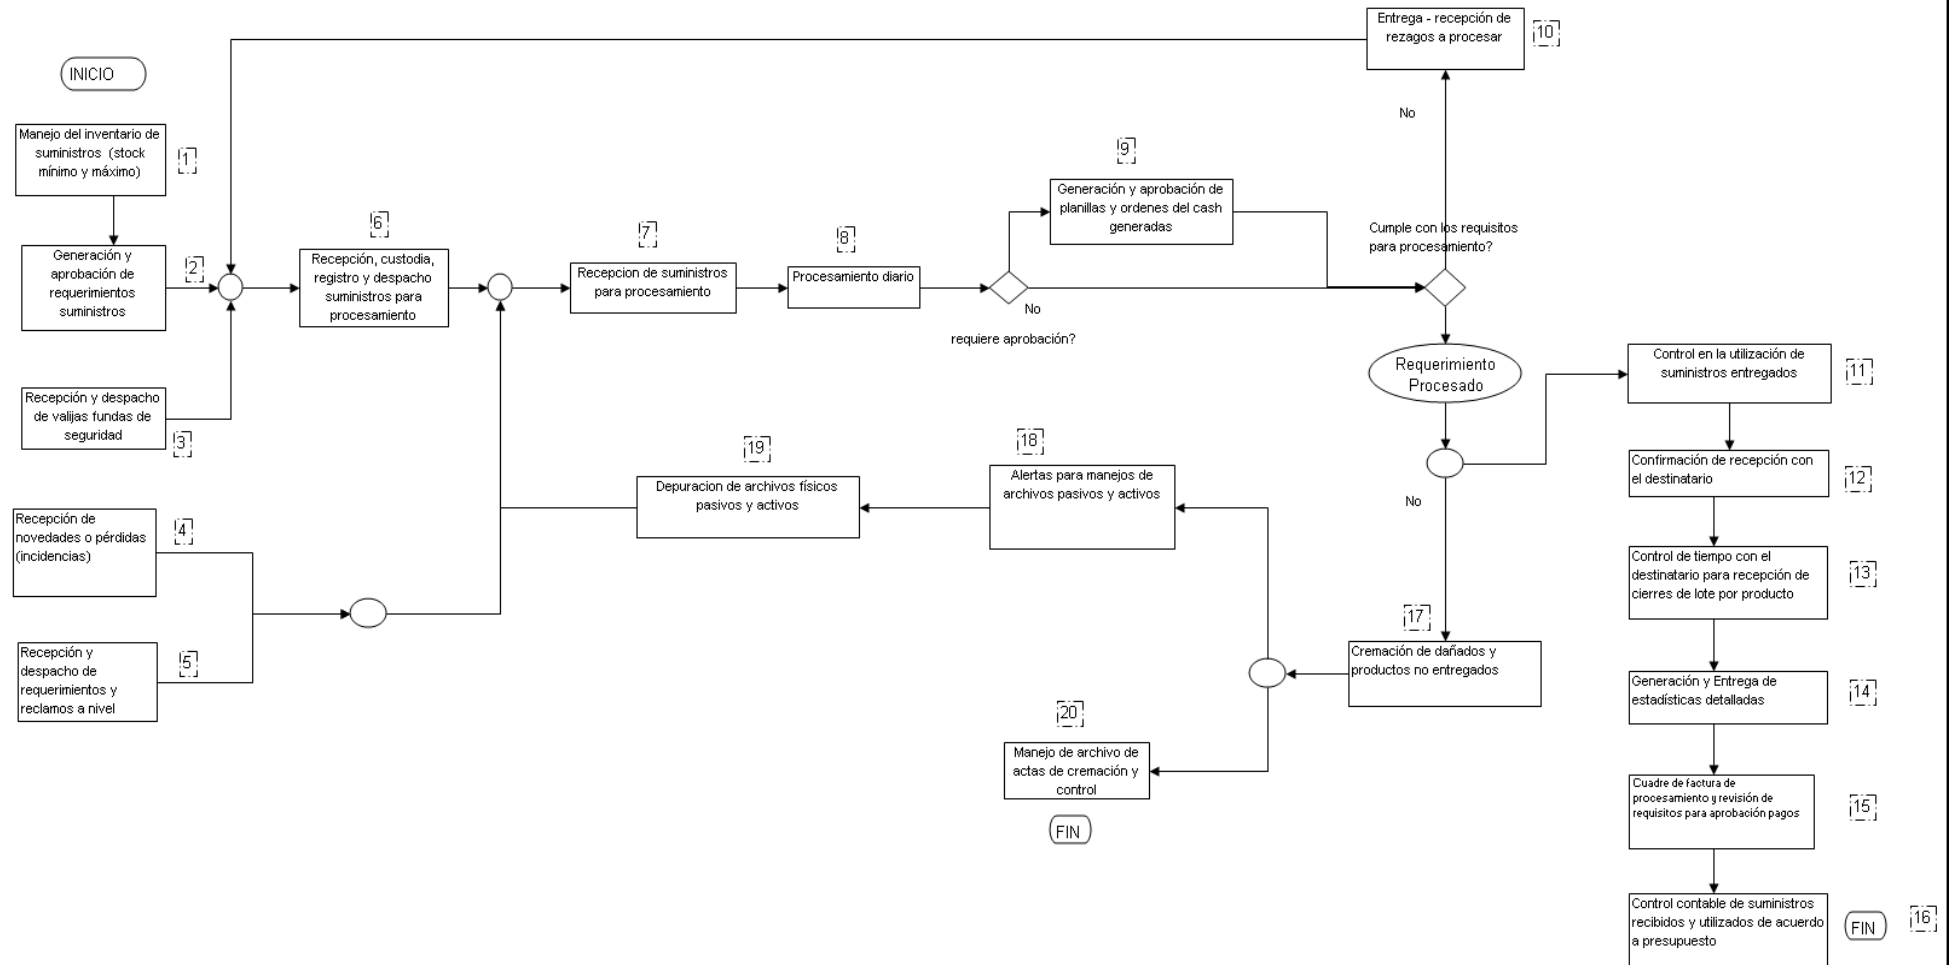 INICIO
Manejo del inventario de
suministros (stock
mínimo y máximo)
1
Generación y
aprobación de
requerimientos
suministros
2
Recepción y despacho
de valijas fundas de
seguridad
3
Recepción de
novedades o pérdidas
(incidencias)
4
Recepción y
despacho de
requerimientos y
reclamos a nivel
5
6
Recepción, custodia,
registro y despacho
suministros para
procesamiento
7
Recepcion de suministros
para procesamiento
8
Procesamiento diario
No
requiere aprobación?
9
Generación y aprobación de
planillas y ordenes del cash
generadas
Entrega - recepción de
rezagos a procesar
10
No
Cumple con los requisitos
para procesamiento?
Requerimiento
Procesado
No
Control en la utilización de
suministros entregados
11
Confirmación de recepción con
el destinatario
12
Control de tiempo con el
destinatario para recepción de
cierres de lote por producto
13
Generación y Entrega de
estadísticas detalladas
14
Cuadre de factura de
procesamiento y revisión de
requisitos para aprobación pagos
15
Control contable de suministros
recibidos y utilizados de acuerdo
a presupuesto
FIN
16
17
Cremación de dañados y
productos no entregados
18
Alertas para manejos de
archivos pasivos y activos
19
Depuracion de archivos físicos
pasivos y activos
20
Manejo de archivo de
actas de cremación y
control
FIN